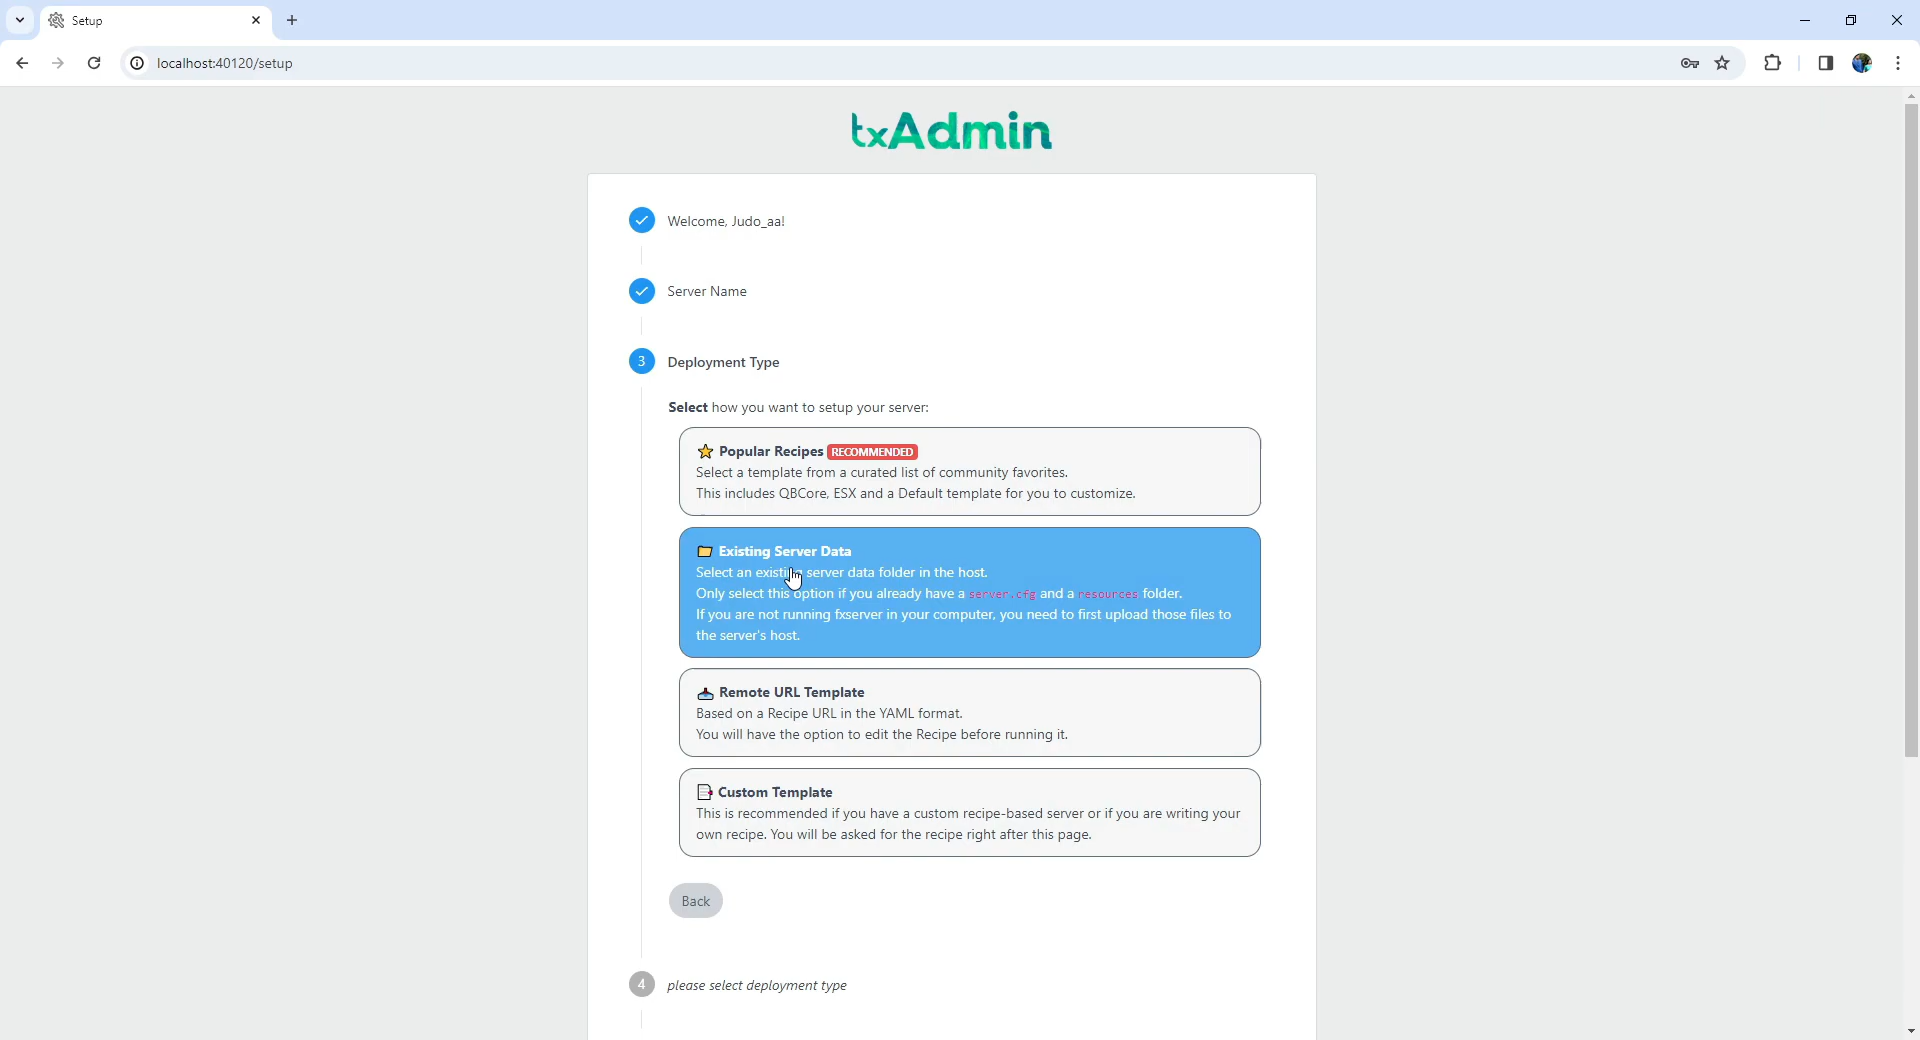 Setup
localhost:40120/setup
txAdmin
Welcome, Judo_aa!
Server Name
3 Deployment Type
Select how you want to setup your server:
Popular Recipes RECOMMENDED
Select a template from a curated list of community favorites.
This includes QBCore, ESX and a Default template for you to customize.
Existing Server Data
Select an existing server data folder in the host.
Only select this option if you already have a server.cfg and a resources folder.
If you are not running fxserver in your computer, you need to first upload those files to
the server's host.
Remote URL Template
Based on a Recipe URL in the YAML format.
You will have the option to edit the Recipe before running it.
Custom Template
This is recommended if you have a custom recipe-based server or if you are writing your
own recipe. You will be asked for the recipe right after this page.
Back
4 please select deployment type